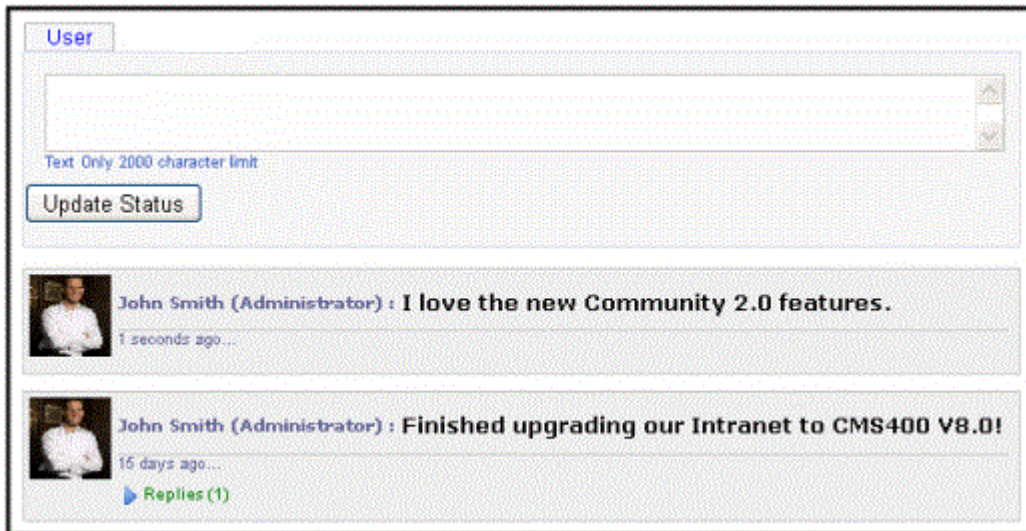 User
Text Only 2000 character limit
Update Status
John Smith (Administrator) : I love the new Community 2.0 features.
1 seconds ago...
John Smith (Administrator) : Finished upgrading our Intranet to CMS400 V8.0!
15 days ago...
Replies (1)